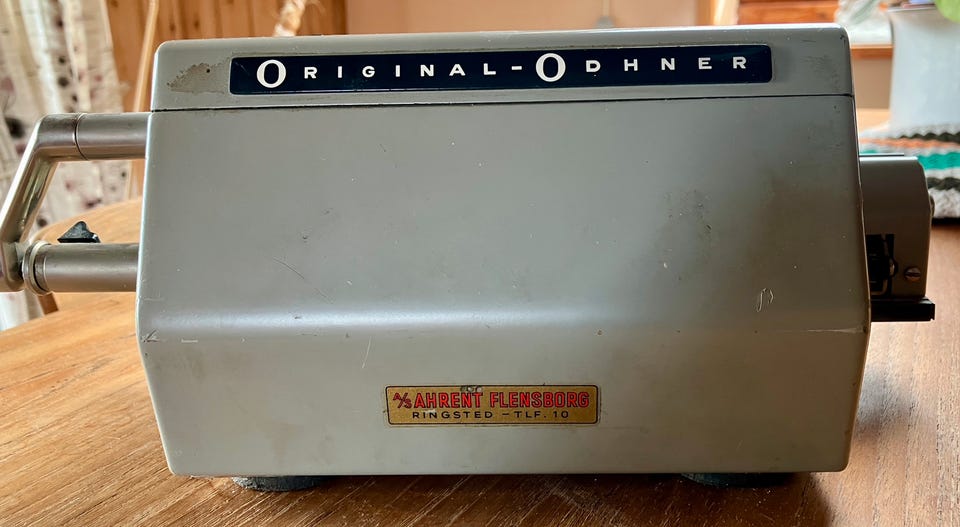 ORIGINAL-ODHNER
A/S AHRENT FLENSBORG
RINGSTED - TLF. 10